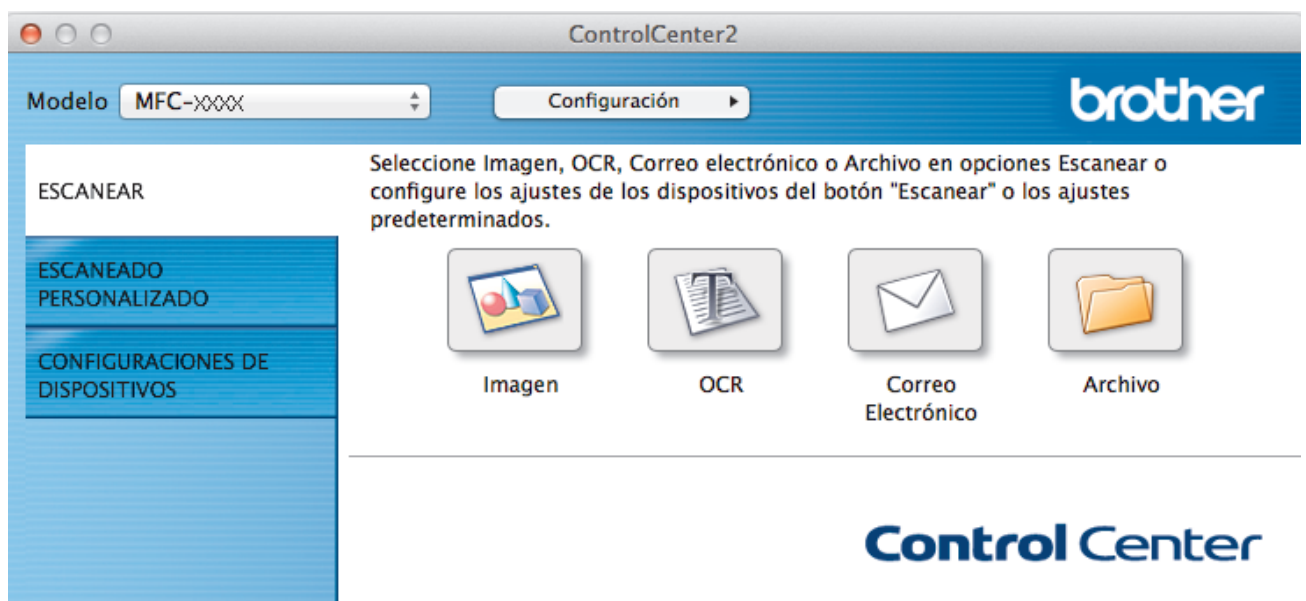 ControlCenter2
Modelo MFC-XXXX Configuración brother
ESCANEAR
ESCANEADO
PERSONALIZADO
CONFIGURACIONES DE
DISPOSITIVOS
Seleccione Imagen, OCR, Correo electrónico o Archivo en opciones Escanear o
configure los ajustes de los dispositivos del botón "Escanear" o los ajustes
predeterminados.
Imagen OCR Correo Archivo
Electrónico
Control Center